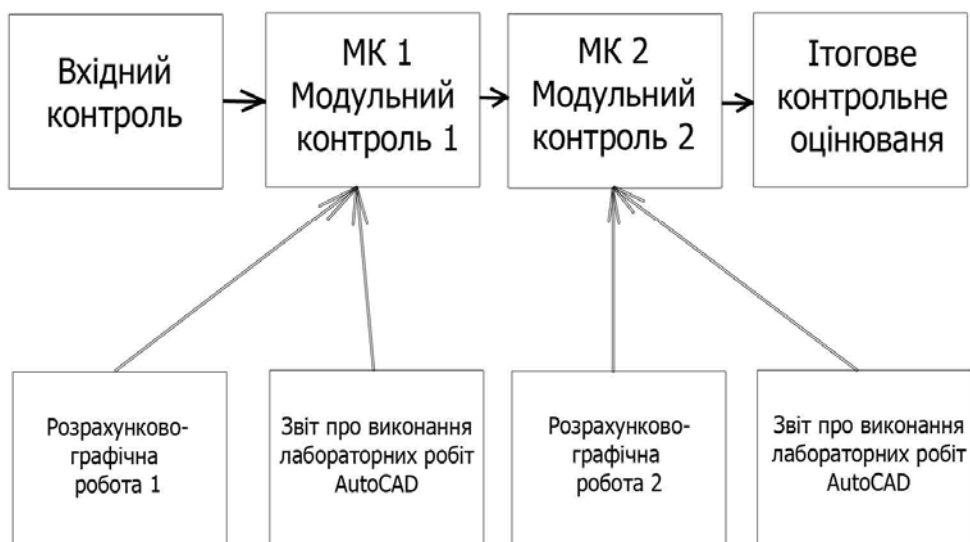 Вхідний
контроль
МК 1
Модульний
контроль 1
МК 2
Модульний
контроль 2
Ітогове
контрольне
оцінюваня
Розрахунково-
графічна
робота 1
Звіт про виконання
лабораторних робіт
AutoCAD
Розрахунково-
графічна
робота 2
Звіт про виконання
лабораторних робіт
AutoCAD